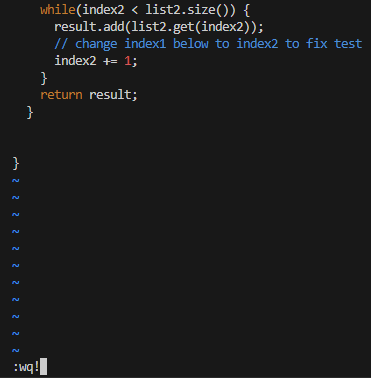 while(index2 < list2.size()) {
result.add(list2.get(index2));
// change index1 below to index2 to fix test
index2 += 1;
}
return result;
}
}
~
~
~
~
~
~
~
~
~
~
~
:wq!